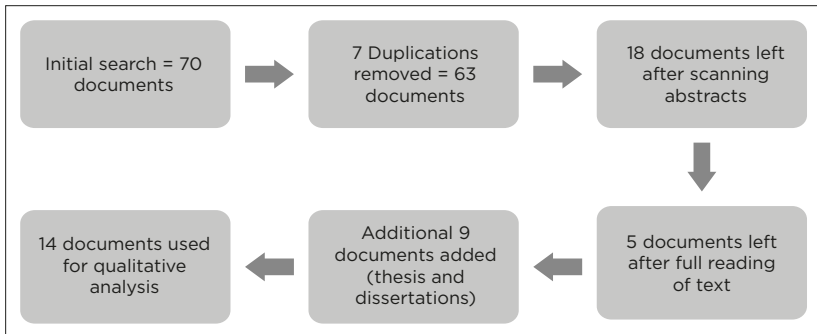 Initial search = 70
documents
7 Duplications
removed = 63
documents
18 documents left
after scanning
abstracts
5 documents left
after full reading
of text
Additional 9
documents added
(thesis and
dissertations)
14 documents used
for qualitative
analysis